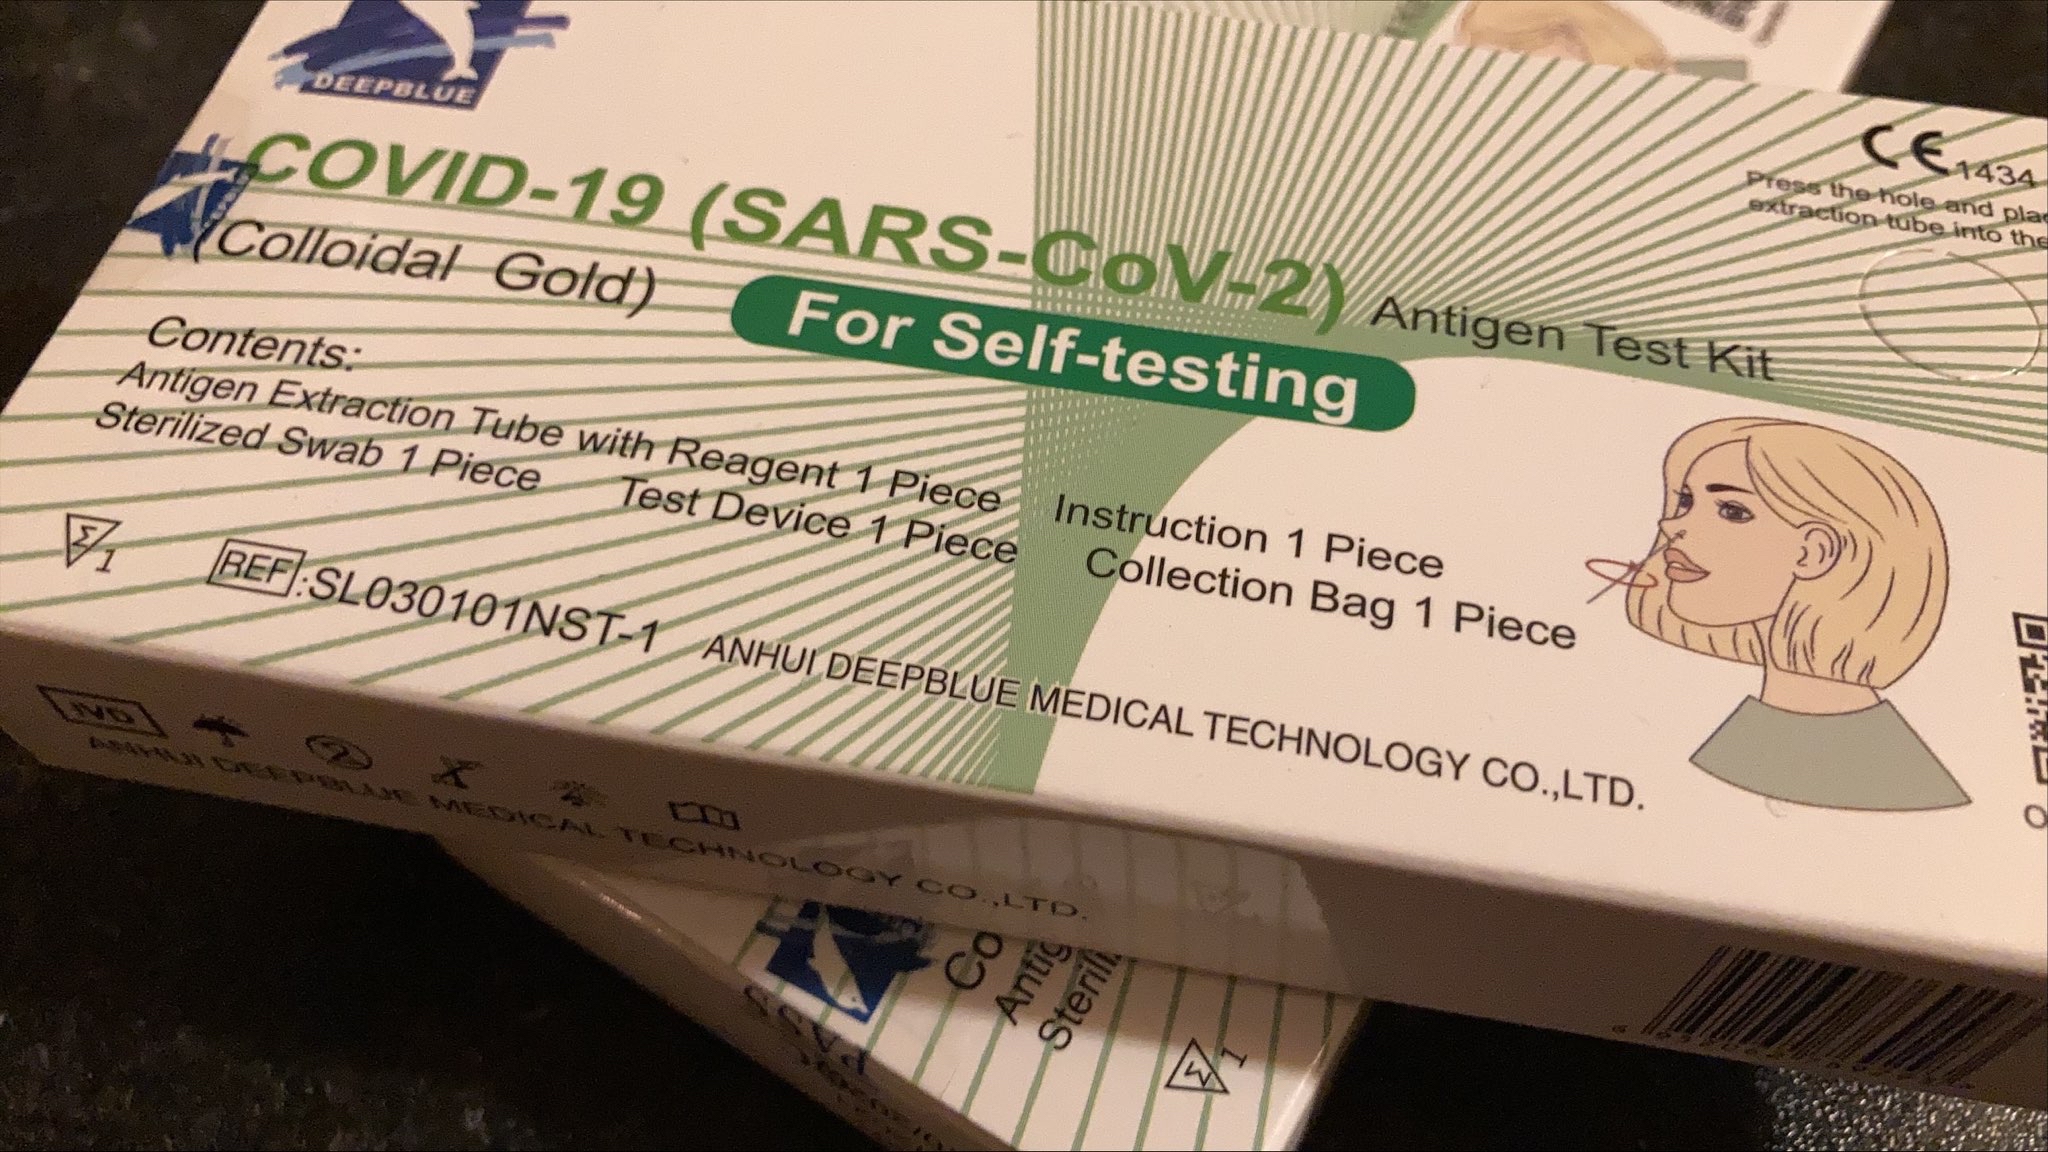 DEEPBLUE
COVID-19 (SARS-CoV-2) Antigen Test Kit
(Colloidal Gold)
For Self-testing
CE 1434
Press the hole and
extraction tube into the
Contents:
Antigen Extraction Tube with Reagent 1 Piece Instruction 1 Piece
Sterilized Swab 1 Piece Test Device 1 Piece Collection Bag 1 Piece
Σ 1
REF:SL030101NST-1
ANHUI DEEPBLUE MEDICAL TECHNOLOGY CO.,LTD.
IVD
ANHUI DEEPBLUE MEDICAL TECHNOLOGY CO.,LTD.
Co
Antig
Sterili
Σ 1